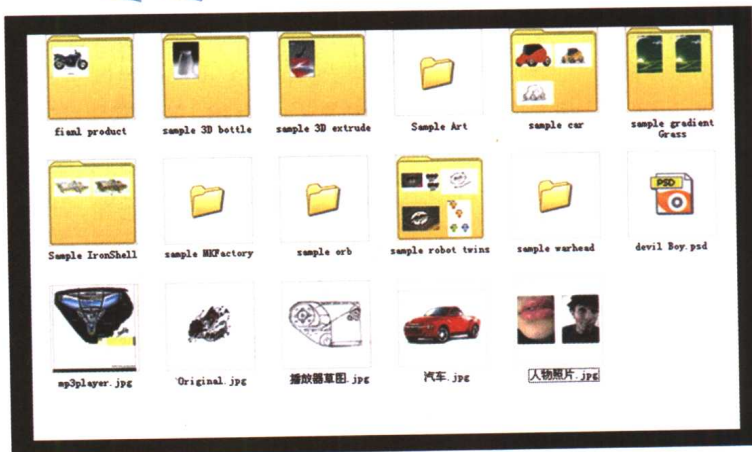 fiaml product
sample 3D bottle
sample 3D extrude
Sample Art
sample car
sample gradient
Grass
Sample IronShell
sample MKFactory
sample orb
sample robot twins
sample warhead
PSD
devil Boy.psd
mp3player.jpg
Original.jpg
播放器草图.jpg
汽车.jpg
人物照片.jpg